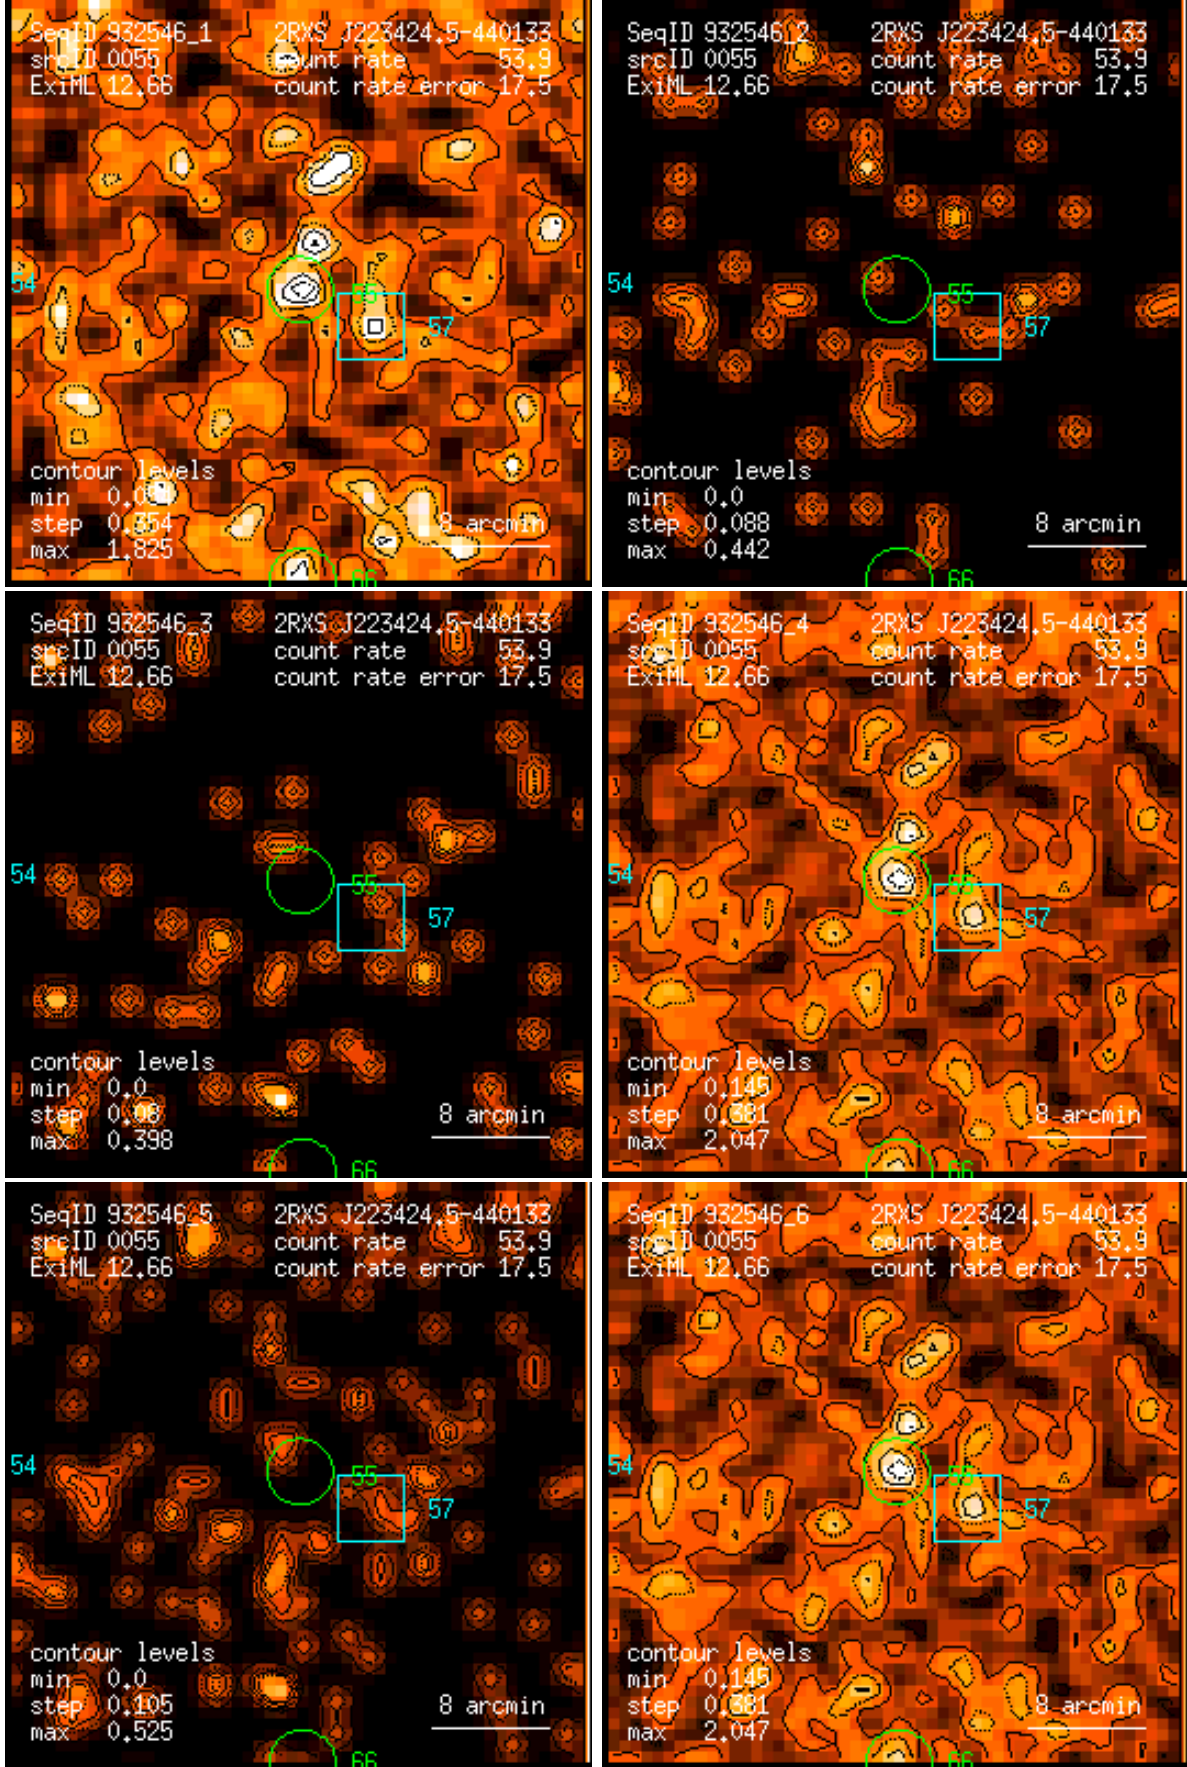 SeqID 932546_1 2RXS J223424.5-440133
srcID 0055 count rate 53.9
ExiML 12.66 count rate error 17.5
54 55
57
contour levels
min
step 0.354 8 arcmin
max 1.825
66
SeqID 932546_2 2RXS J223424.5-440133
srcID 0055 count rate 53.9
ExiML 12.66 count rate error 17.5
54 55
57
contour levels
min 0.0
step 0.088 8 arcmin
max 0.442
66
SeqID 932546_3 2RXS J223424.5-440133
srcID 0055 count rate 53.9
ExiML 12.66 count rate error 17.5
54 55
57
contour levels
min 0.0
step 0.08 8 arcmin
max 0.398
66
SeqID 932546_4 2RXS J223424.5-440133
srcID 0055 count rate 53.9
ExiML 12.66 count rate error 17.5
54 55
57
contour levels
min 0.145
step 0.381 8 arcmin
max 2.047
66
SeqID 932546_5 2RXS J223424.5-440133
srcID 0055 count rate 53.9
ExiML 12.66 count rate error 17.5
54 55
57
contour levels
min 0.0
step 0.105 8 arcmin
max 0.525
66
SeqID 932546_6 2RXS J223424.5-440133
srcID 0055 count rate 53.9
ExiML 12.66 count rate error 17.5
54 55
57
contour levels
min 0.145
step 0.381 8 arcmin
max 2.047
66